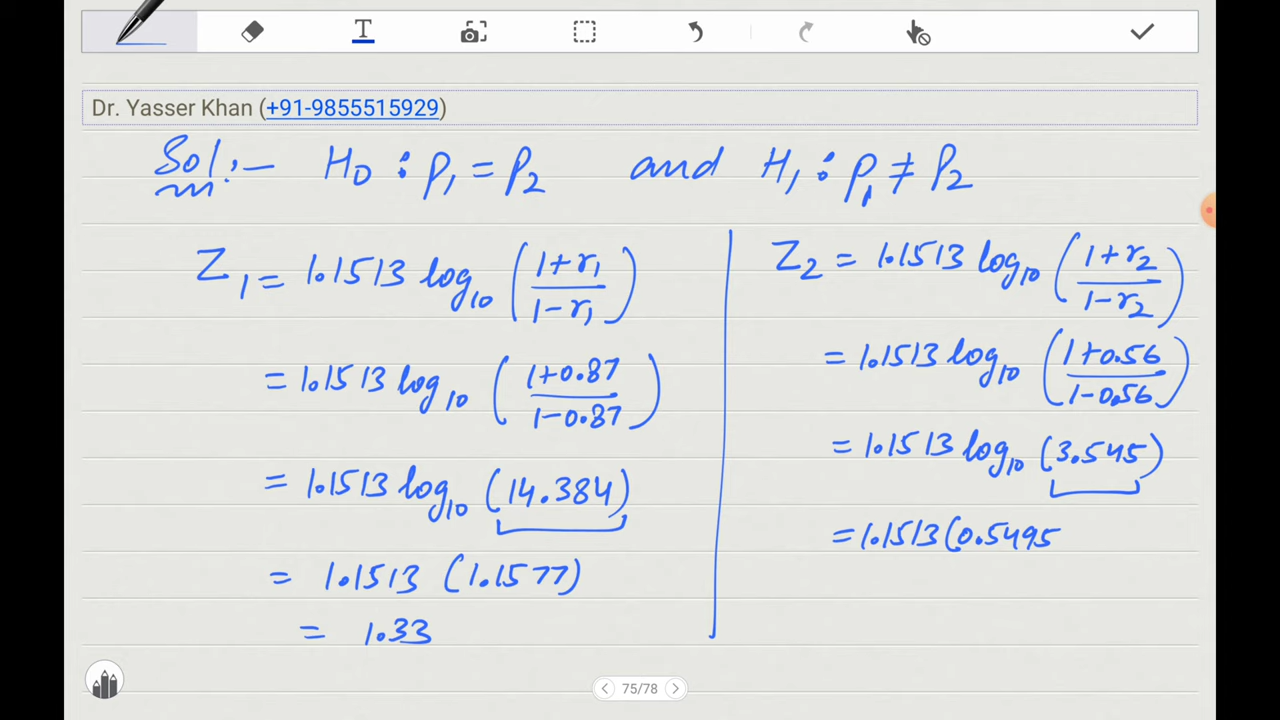 T
Dr. Yasser Khan (+91-9855515929)
Sol:- H0 : ρ1 = ρ2 and H1 : ρ1 ≠ ρ2
Z1 = 1.1513 log10 (1+r1 / 1-r1)
= 1.1513 log10 (1+0.87 / 1-0.87)
= 1.1513 log10 (14.384)
= 1.1513 (1.1577)
= 1.33
Z2 = 1.1513 log10 (1+r2 / 1-r2)
= 1.1513 log10 (1+0.56 / 1-0.56)
= 1.1513 log10 (3.545)
= 1.1513 (0.5495
75/78